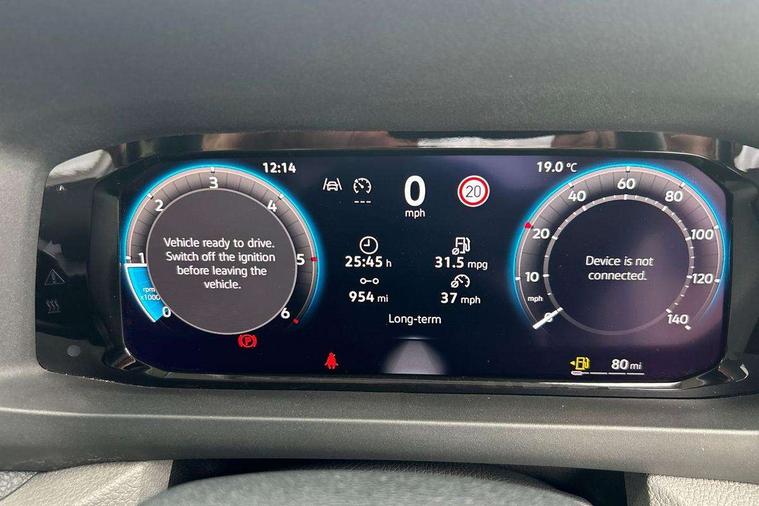 12:14
19.0 °C
0
mph
20
3
2
4
1
5
rpm
x1000
0
6
Vehicle ready to drive.
Switch off the ignition
before leaving the
vehicle.
25:45 h
31.5 mpg
954 mi
37 mph
Long-term
60
40
80
20
100
10
120
mph
0
140
Device is not
connected.
(P)
80 mi